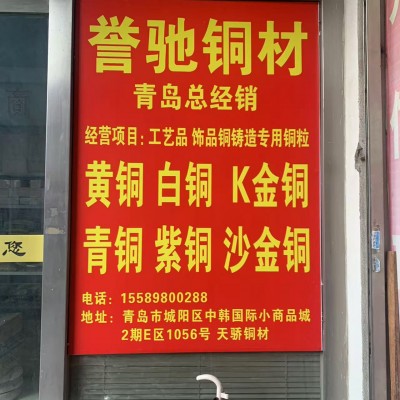 誉驰铜材
青岛总经销
经营项目：工艺品 饰品铜铸造专用铜粒
黄铜 白铜 K金铜
青铜 紫铜 沙金铜
电话：15589800288
地址：青岛市城阳区中韩国际小商品城
2期E区1056号 天骄铜材
您